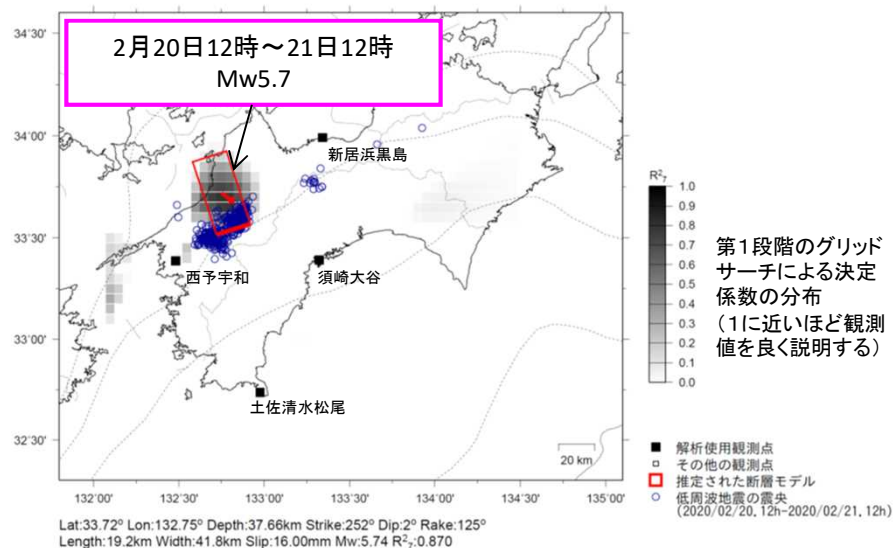 2月20日12時～21日12時
Mw5.7
34°30'
34°00'
33°30'
33°00'
32°30'
新居浜黒島
西予宇和
須崎大谷
土佐清水松尾
20 km
132°00'
132°30'
133°00'
133°30'
134°00'
134°30'
135°00'
R²₇
1.0
0.9
0.8
0.7
0.6
0.5
0.4
0.3
0.2
0.1
0.0
第1段階のグリッド
サーチによる決定
係数の分布
(1に近いほど観測
値を良く説明する)
解析使用観測点
その他の観測点
推定された断層モデル
低周波地震の震央
(2020/02/20, 12h-2020/02/21, 12h)
Lat:33.72° Lon:132.75° Depth:37.66km Strike:252° Dip:2° Rake:125°
Length:19.2km Width:41.8km Slip:16.00mm Mw:5.74 R²₇:0.870